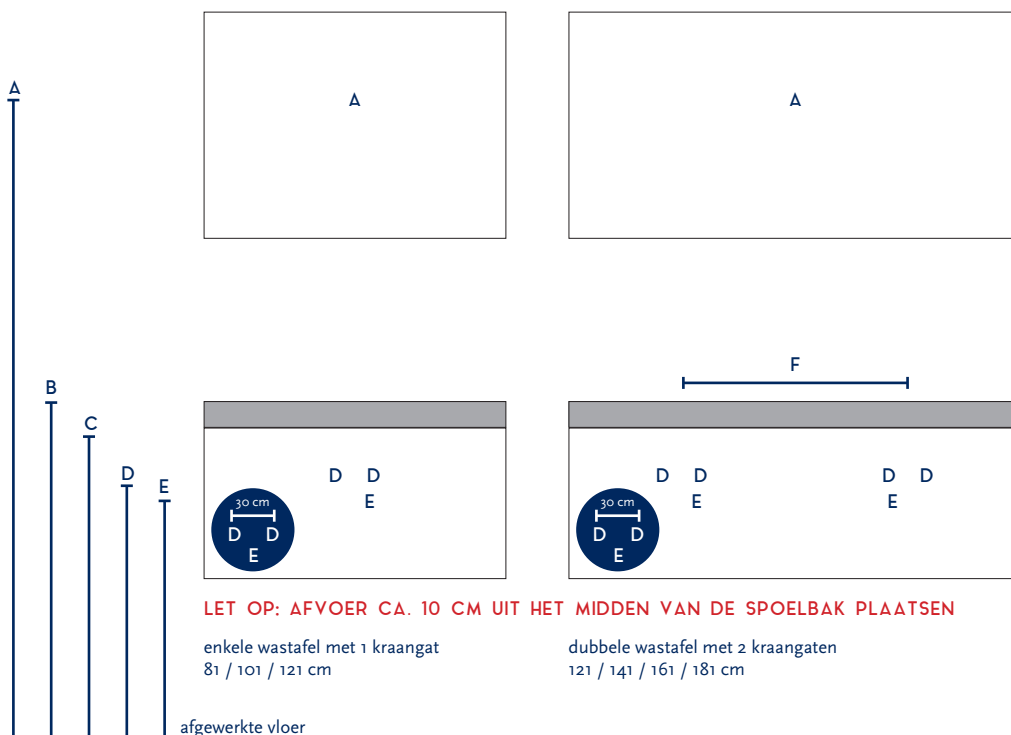 A
A
A
B
C
D
E
F
D D
E
30 cm
D D
E
D D
E
D D
E
30 cm
D D
E
LET OP: AFVOER CA. 10 CM UIT HET MIDDEN VAN DE SPOELBAK PLAATSEN
enkele wastafel met 1 kraangat
81 / 101 / 121 cm
dubbele wastafel met 2 kraangaten
121 / 141 / 161 / 181 cm
afgewerkte vloer